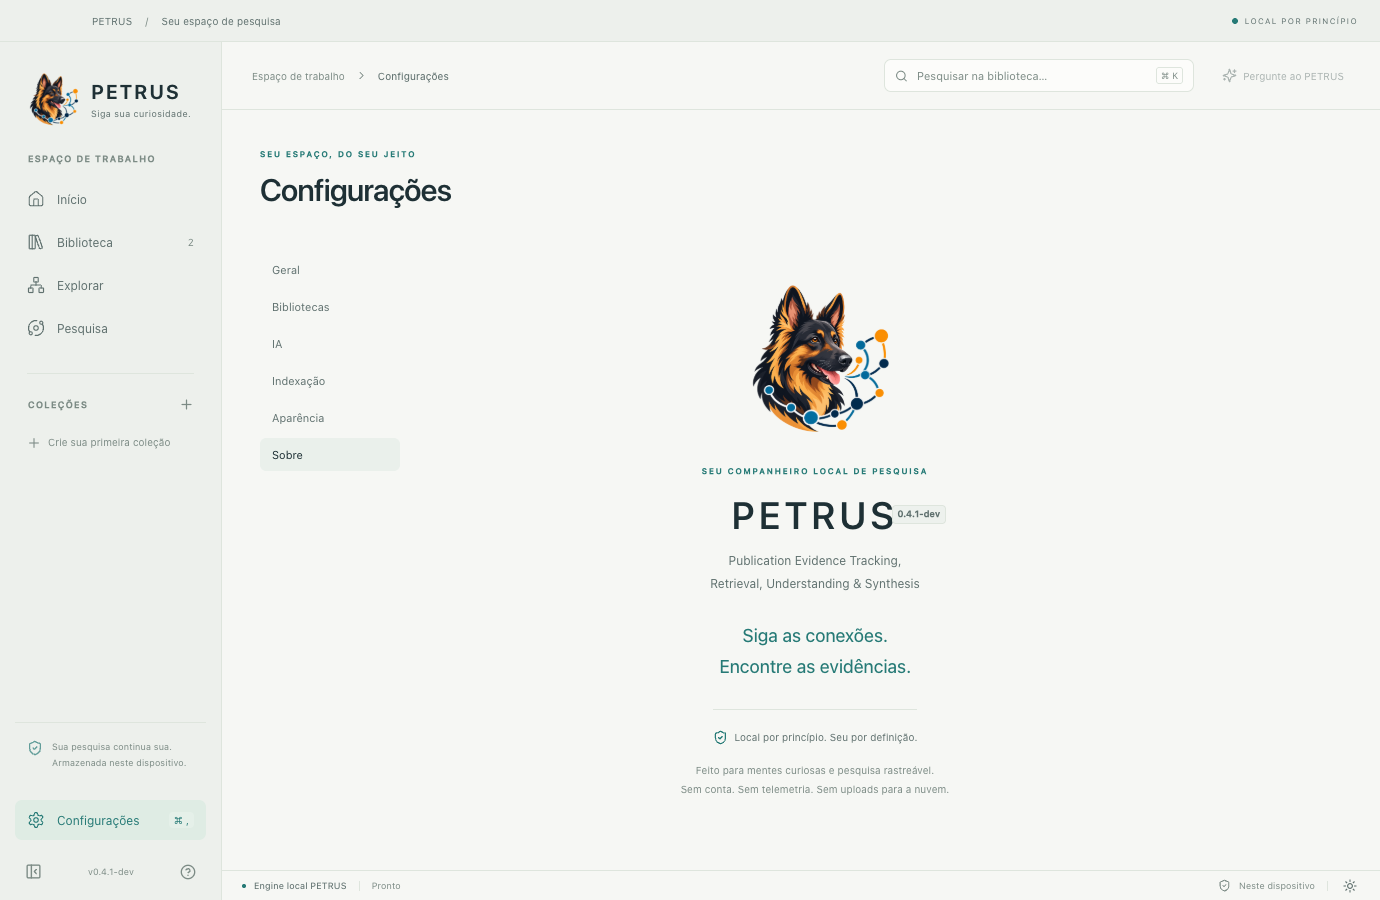 PETRUS / Seu espaço de pesquisa
LOCAL POR PRINCÍPIO
PETRUS
Siga sua curiosidade.
ESPAÇO DE TRABALHO
Início
Biblioteca 2
Explorar
Pesquisa
COLEÇÕES
Crie sua primeira coleção
Sua pesquisa continua sua.
Armazenada neste dispositivo.
Configurações ⌘ ,
v0.4.1-dev
Espaço de trabalho > Configurações
Pesquisar na biblioteca... ⌘ K
Pergunte ao PETRUS
SEU ESPAÇO, DO SEU JEITO
Configurações
Geral
Bibliotecas
IA
Indexação
Aparência
Sobre
SEU COMPANHEIRO LOCAL DE PESQUISA
PETRUS 0.4.1-dev
Publication Evidence Tracking,
Retrieval, Understanding & Synthesis
Siga as conexões.
Encontre as evidências.
Local por princípio. Seu por definição.
Feito para mentes curiosas e pesquisa rastreável.
Sem conta. Sem telemetria. Sem uploads para a nuvem.
Engine local PETRUS | Pronto
Neste dispositivo